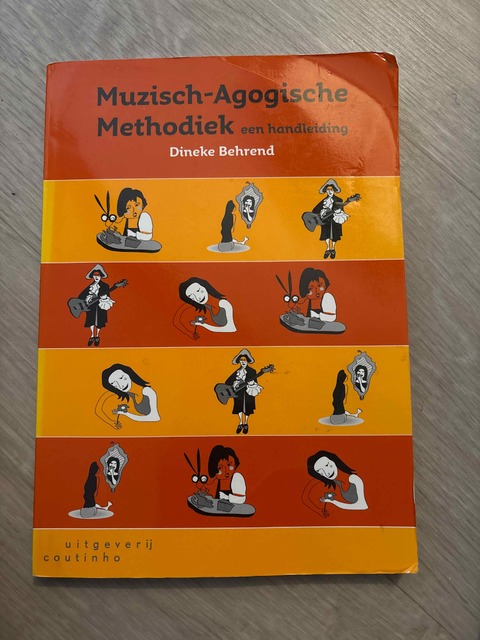 Muzisch-Agogische
Methodiek een handleiding
Dineke Behrend
uitgeverij
coutinho